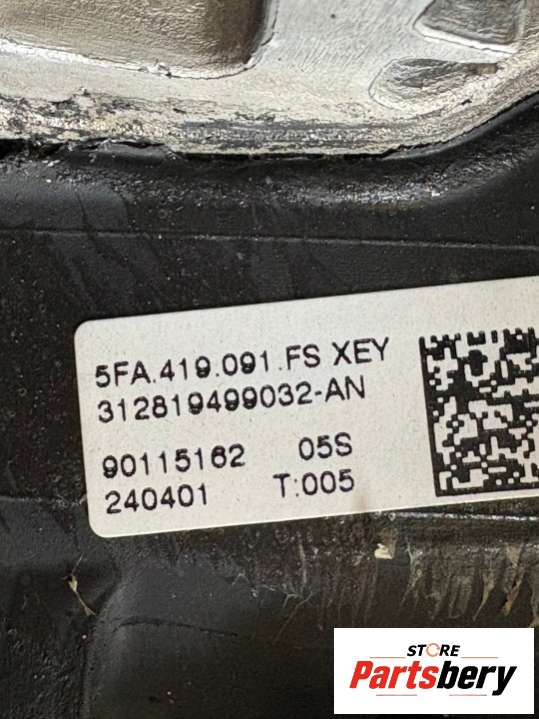 5FA.419.091.FS XEY
312819499032-AN
90115162 05S
240401 T:005
STORE
Partsbery